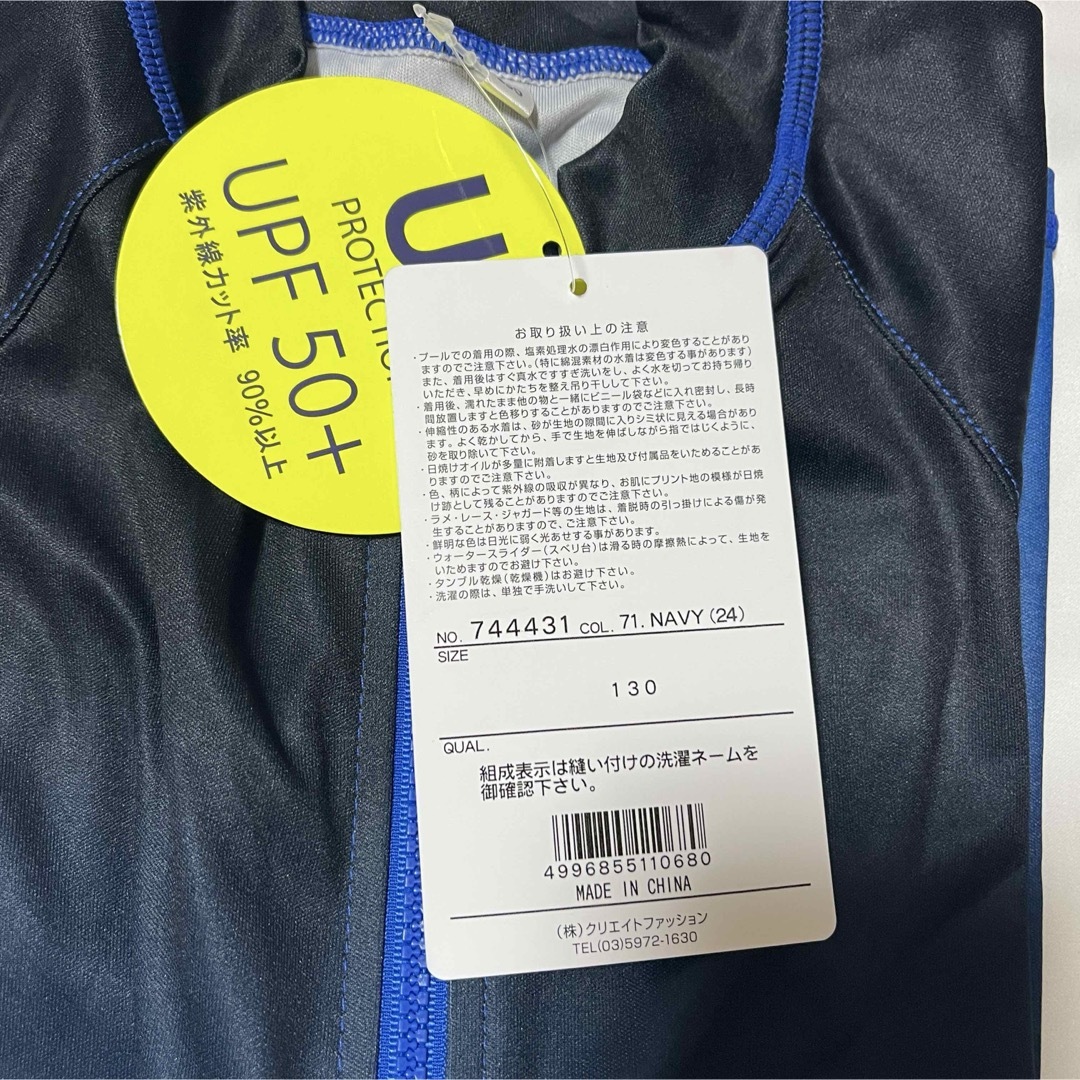 U
PROTECTIO
UPF 50+
紫外線カット率 90%以上
お取り扱い上の注意
・プールでの着用の際、塩素処理水の漂白作用により変色することがあり
ますのでご注意下さい。(特に綿混素材の水着は変色する事があります)
また、着用後はすぐ真水ですすぎ洗いをし、よく水を切ってお持ち帰り
いただき、早めにかたちを整え吊り干しして下さい。
・着用後、濡れたまま他の物と一緒にビニール袋などに入れ密封し、長時
間放置しますと色移りすることがありますのでご注意下さい。
・伸縮性のある水着は、砂が生地の隙間に入りシミ状に見える場合があり
ます。よく乾かしてから、手で生地を伸ばしながら指ではじくように、
砂を取り除いて下さい。
・日焼けオイルが多量に附着しますと生地及び付属品をいためることがあ
りますのでご注意下さい。
・色、柄によって紫外線の吸収が異なり、お肌にプリント地の模様が日焼
け跡として残ることがありますのでご注意下さい。
・ラメ・レース・ジャガード等の生地は、着脱時の引っ掛けによる傷が発
生することがありますので、ご注意下さい。
・鮮明な色は日光に弱く光あせする事があります。
・ウォータースライダー(スベリ台)は滑る時の摩擦熱によって、生地を
いためますのでお避け下さい。
・タンブル乾燥(乾燥機)はお避け下さい。
・洗濯の際は、単独で手洗いして下さい。
NO. 744431 COL. 71. NAVY (24)
SIZE
130
QUAL.
組成表示は縫い付けの洗濯ネームを
御確認下さい。
4996855110680
MADE IN CHINA
(株)クリエイトファッション
TEL(03)5972-1630